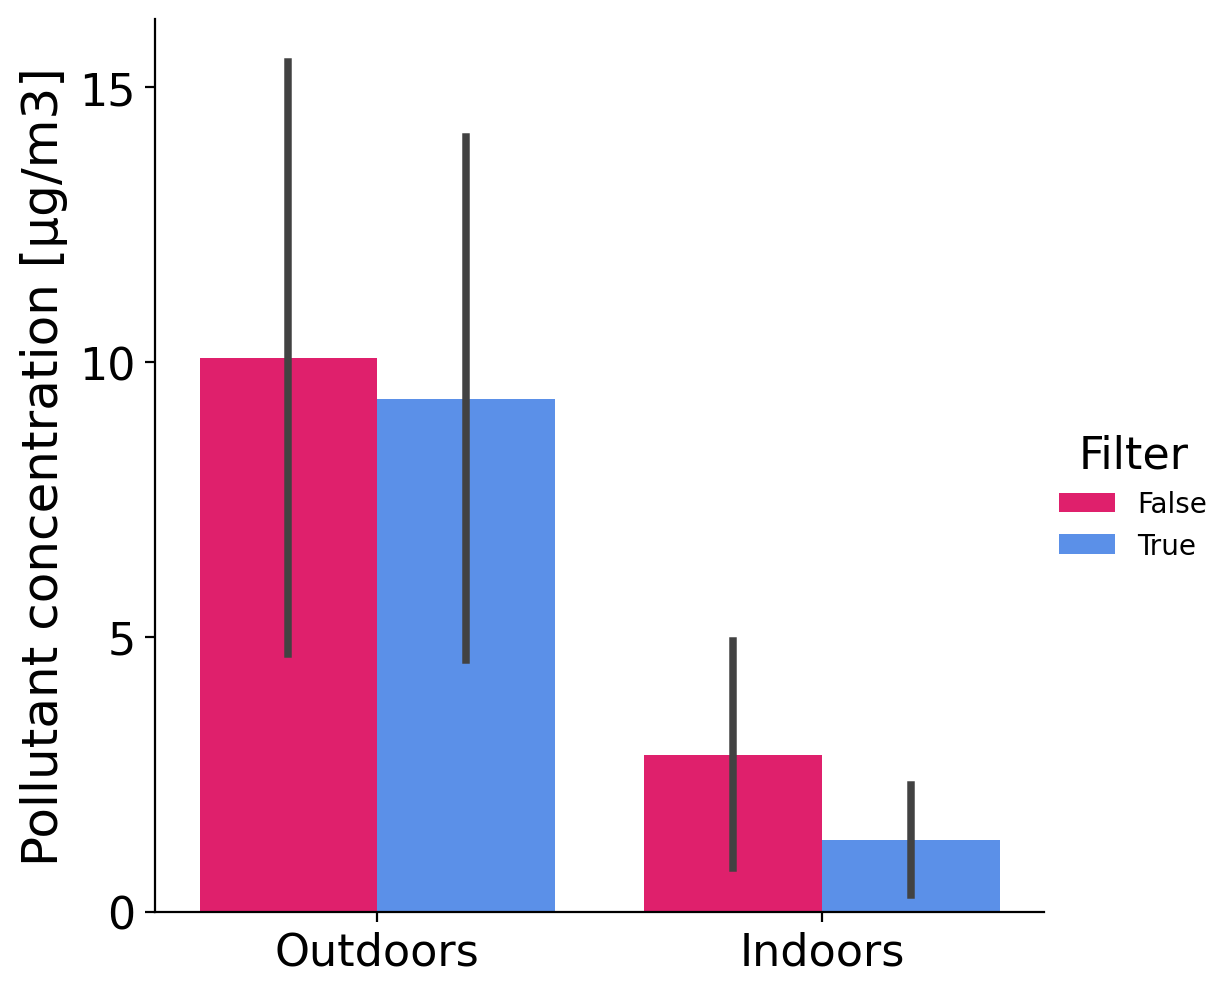 Pollutant concentration [µg/m3]
15
10
5
0
Outdoors
Indoors
Filter
False
True